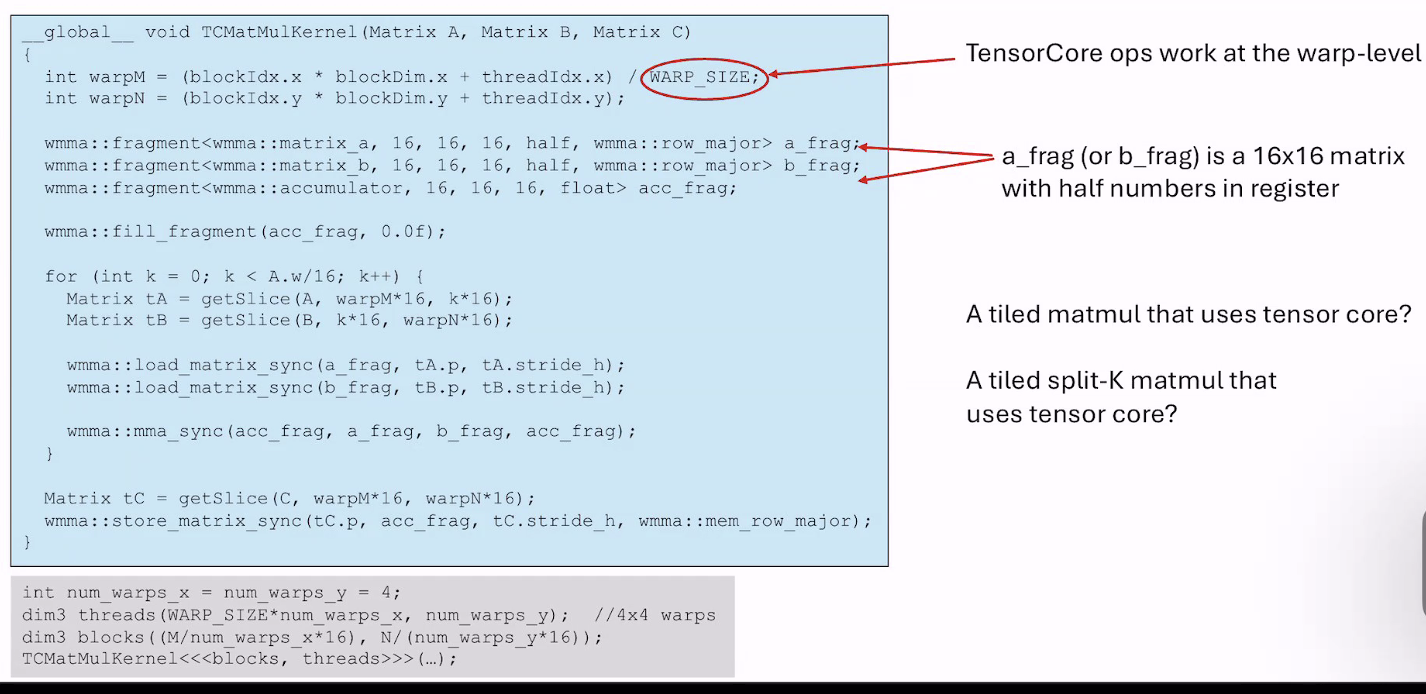 __global__ void TCMatMulKernel(Matrix A, Matrix B, Matrix C)
{
  int warpM = (blockIdx.x * blockDim.x + threadIdx.x) / WARP_SIZE;
  int warpN = (blockIdx.y * blockDim.y + threadIdx.y);

  wmma::fragment<wmma::matrix_a, 16, 16, 16, half, wmma::row_major> a_frag;
  wmma::fragment<wmma::matrix_b, 16, 16, 16, half, wmma::row_major> b_frag;
  wmma::fragment<wmma::accumulator, 16, 16, 16, float> acc_frag;

  wmma::fill_fragment(acc_frag, 0.0f);

  for (int k = 0; k < A.w/16; k++) {
    Matrix tA = getSlice(A, warpM*16, k*16);
    Matrix tB = getSlice(B, k*16, warpN*16);

    wmma::load_matrix_sync(a_frag, tA.p, tA.stride_h);
    wmma::load_matrix_sync(b_frag, tB.p, tB.stride_h);

    wmma::mma_sync(acc_frag, a_frag, b_frag, acc_frag);
  }

  Matrix tC = getSlice(C, warpM*16, warpN*16);
  wmma::store_matrix_sync(tC.p, acc_frag, tC.stride_h, wmma::mem_row_major);
}
int num_warps_x = num_warps_y = 4;
dim3 threads(WARP_SIZE*num_warps_x, num_warps_y);  //4x4 warps
dim3 blocks((M/num_warps_x*16), N/(num_warps_y*16));
TCMatMulKernel<<<blocks, threads>>>(…);
TensorCore ops work at the warp-level
a_frag (or b_frag) is a 16x16 matrix
with half numbers in register
A tiled matmul that uses tensor core?
A tiled split-K matmul that
uses tensor core?